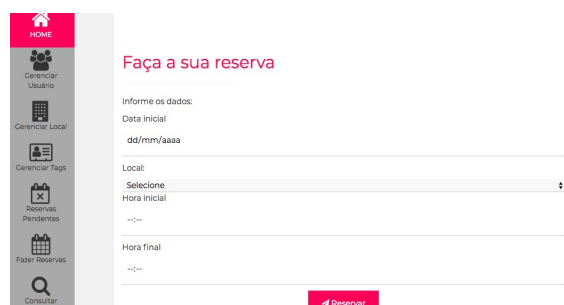 HOME
Gerenciar
Usuário
Gerenciar Local
Gerenciar Tags
Reservas
Pendentes
Fazer Reservas
Consultar
Faça a sua reserva
Informe os dados:
Data inicial
dd/mm/aaaa
Local:
Selecione
Hora inicial
--:--
Hora final
--:--
Reservar